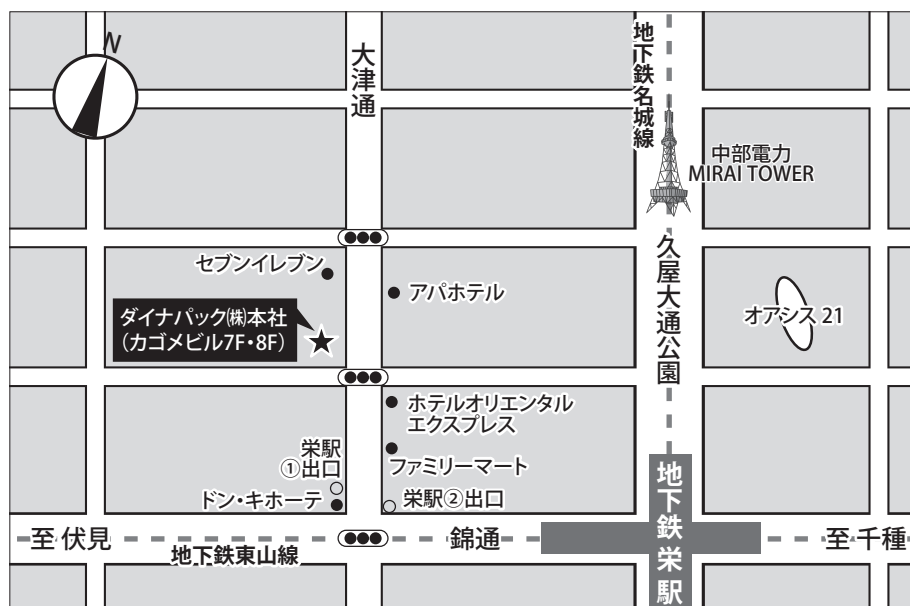 N
大津通
地下鉄名城線
中部電力
MIRAI TOWER
セブンイレブン
アパホテル
久屋大通公園
オアシス21
ダイナパック㈱本社
(カゴメビル7F・8F)
ホテルオリエンタル
エクスプレス
栄駅
①出口
ファミリーマート
ドン・キホーテ
栄駅②出口
地下鉄栄駅
至 伏見
地下鉄東山線
錦通
至 千種